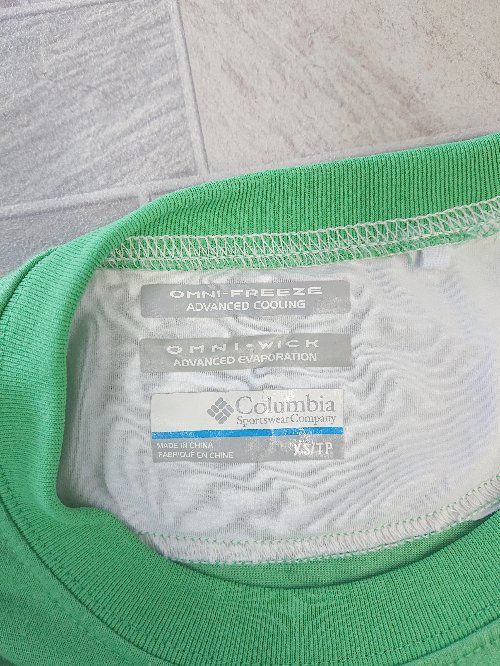 OMNI-FREEZE
ADVANCED COOLING
OMNI-WICK
ADVANCED EVAPORATION
Columbia
Sportswear Company
MADE IN CHINA
FABRIQUÉ EN CHINE
XS/TP